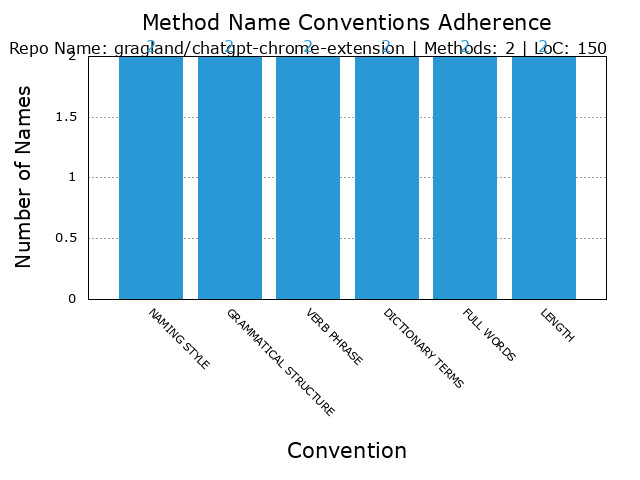 Method Name Conventions Adherence
Repo Name: gragland/chatgpt-chrome-extension | Methods: 2 | LoC: 150
2 2 2 2 2 2
Number of Names
2
1.5
1
0.5
0
NAMING STYLE
GRAMMATICAL STRUCTURE
VERB PHRASE
DICTIONARY TERMS
FULL WORDS
LENGTH
Convention